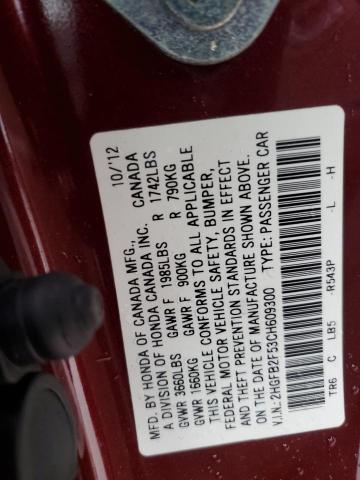 MFD. BY HONDA OF CANADA MFG., 10/'12
A DIVISION OF HONDA CANADA INC. CANADA
GVWR 3660LBS GAWR F 1985LBS R 1742LBS
GVWR 1660KG GAWR F 900KG R 790KG
THIS VEHICLE CONFORMS TO ALL APPLICABLE
FEDERAL MOTOR VEHICLE SAFETY, BUMPER,
AND THEFT PREVENTION STANDARDS IN EFFECT
ON THE DATE OF MANUFACTURE SHOWN ABOVE.
V.I.N.:2HGFB2F53CH609300 TYPE: PASSENGER CAR
TR6 C LB5 -R543P -L -H